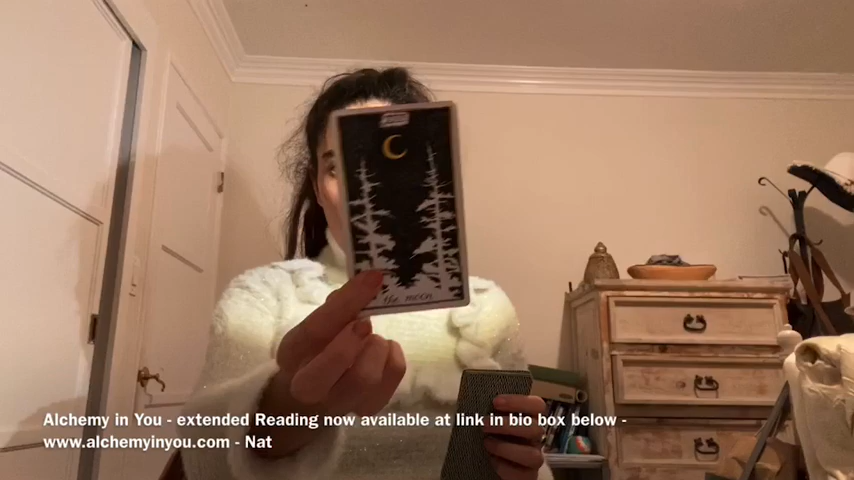 the moon
Alchemy in You - extended Reading now available at link in bio box below -
www.alchemyinyou.com - Nat